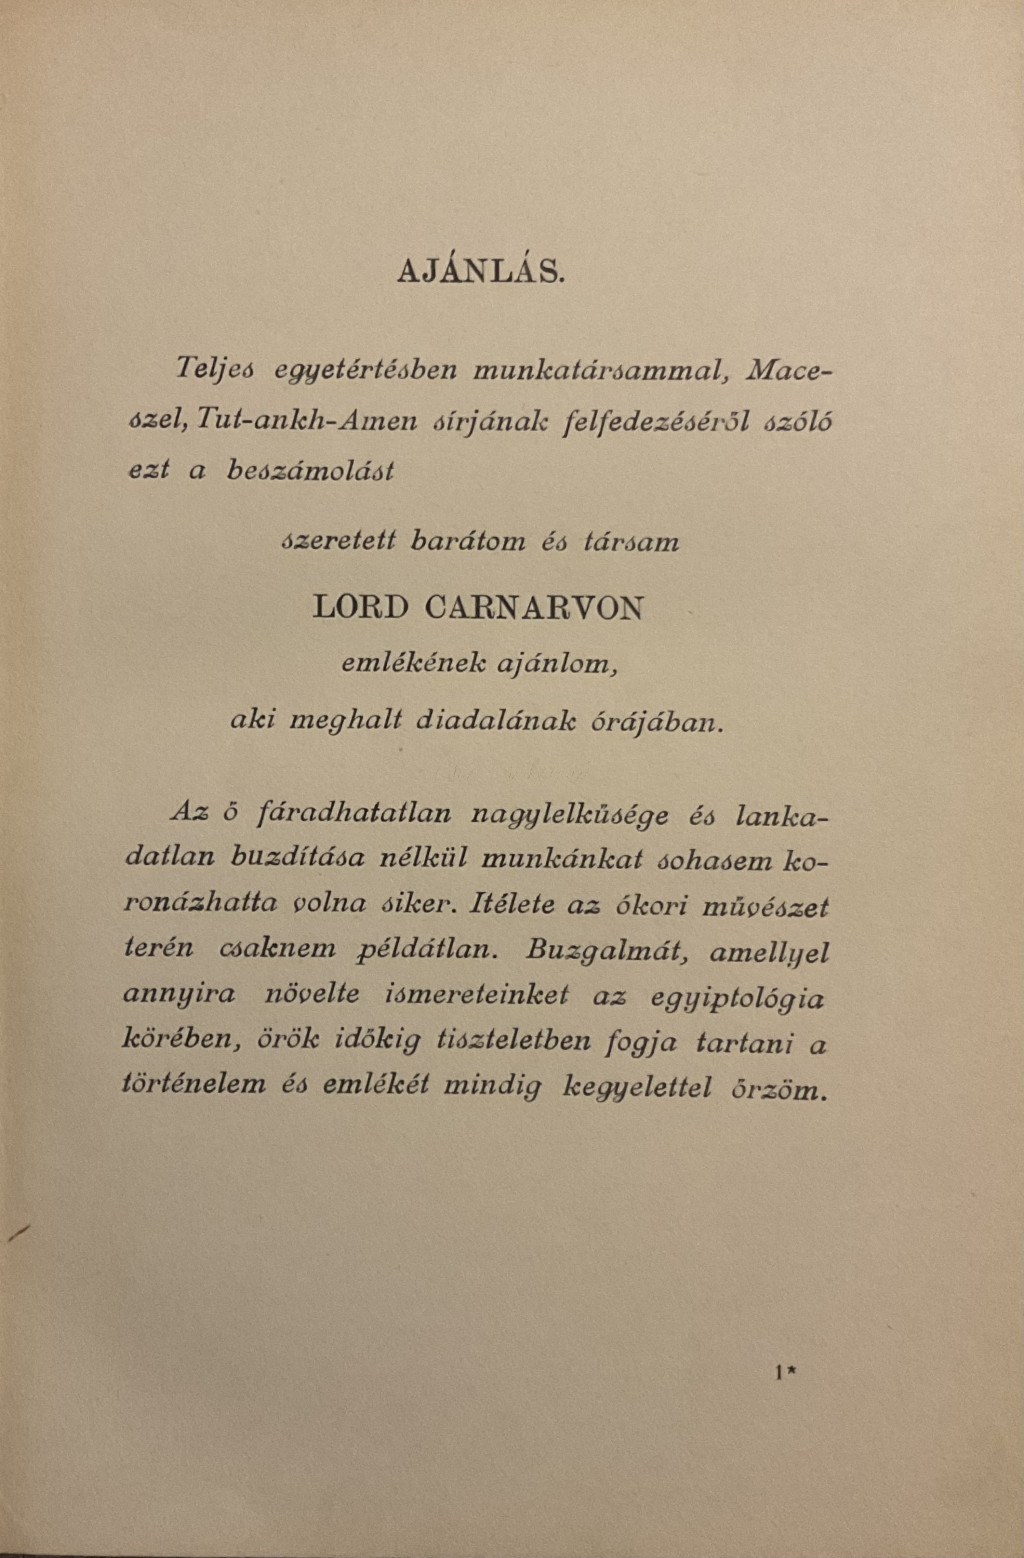 AJÁNLÁS.
Teljes egyetértésben munkatársammal, Mace-
szel, Tut-ankh-Amen sírjának felfedezéséről szóló
ezt a beszámolást
szeretett barátom és társam
LORD CARNARVON
emlékének ajánlom,
aki meghalt diadalának órájában.
Az ő fáradhatatlan nagylelkűsége és lanka-
datlan buzdítása nélkül munkánkat sohasem ko-
ronázhatta volna siker. Itélete az ókori művészet
terén csaknem példátlan. Buzgalmát, amellyel
annyira növelte ismereteinket az egyiptológia
körében, örök időkig tiszteletben fogja tartani a
történelem és emlékét mindig kegyelettel őrzöm.
1*